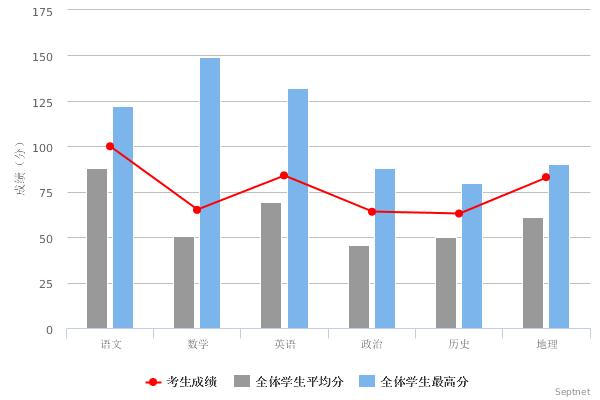 175
150
125
100
75
50
25
0
成绩（分）
语文 数学 英语 政治 历史 地理
考生成绩 全体学生平均分 全体学生最高分
Septnet